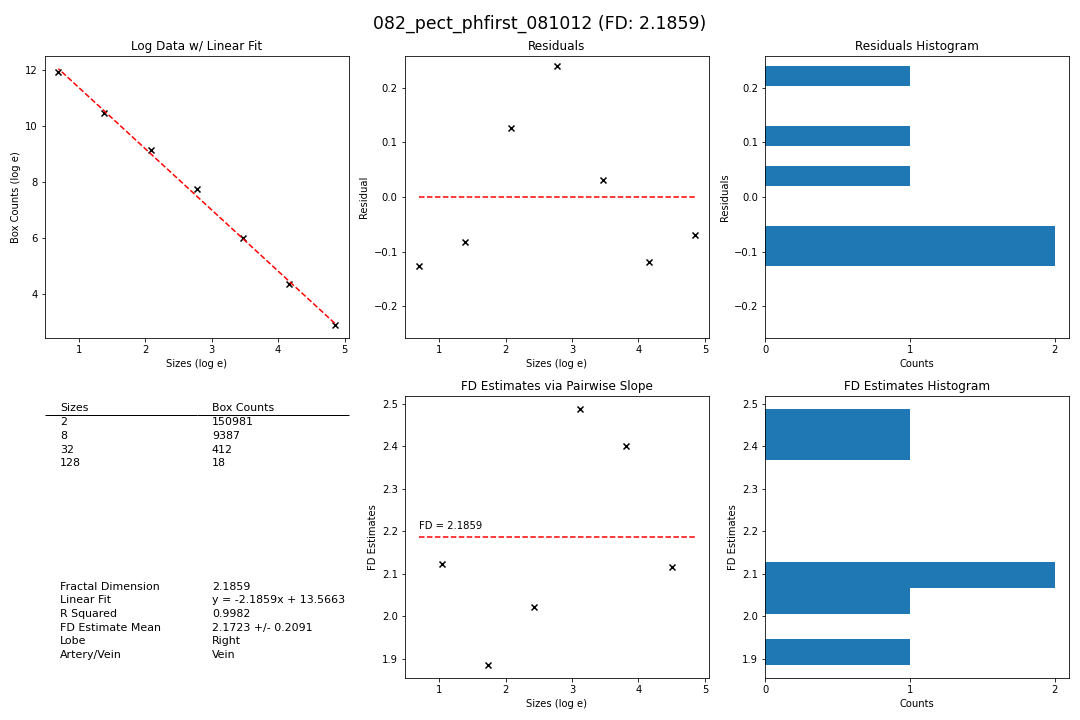 082_pect_phfirst_081012 (FD: 2.1859)
Log Data w/ Linear Fit
12
10
8
6
4
Box Counts (log e)
1 2 3 4 5
Sizes (log e)
Residuals
0.2
0.1
0.0
−0.1
−0.2
Residual
1 2 3 4 5
Sizes (log e)
Residuals Histogram
0.2
0.1
0.0
−0.1
−0.2
Residuals
0 1 2
Counts
Sizes Box Counts
2 150981
8 9387
32 412
128 18
Fractal Dimension 2.1859
Linear Fit y = -2.1859x + 13.5663
R Squared 0.9982
FD Estimate Mean 2.1723 +/- 0.2091
Lobe Right
Artery/Vein Vein
FD Estimates via Pairwise Slope
2.5
2.4
2.3
2.2
2.1
2.0
1.9
FD Estimates
FD = 2.1859
1 2 3 4 5
Sizes (log e)
FD Estimates Histogram
2.5
2.4
2.3
2.2
2.1
2.0
1.9
FD Estimates
0 1 2
Counts